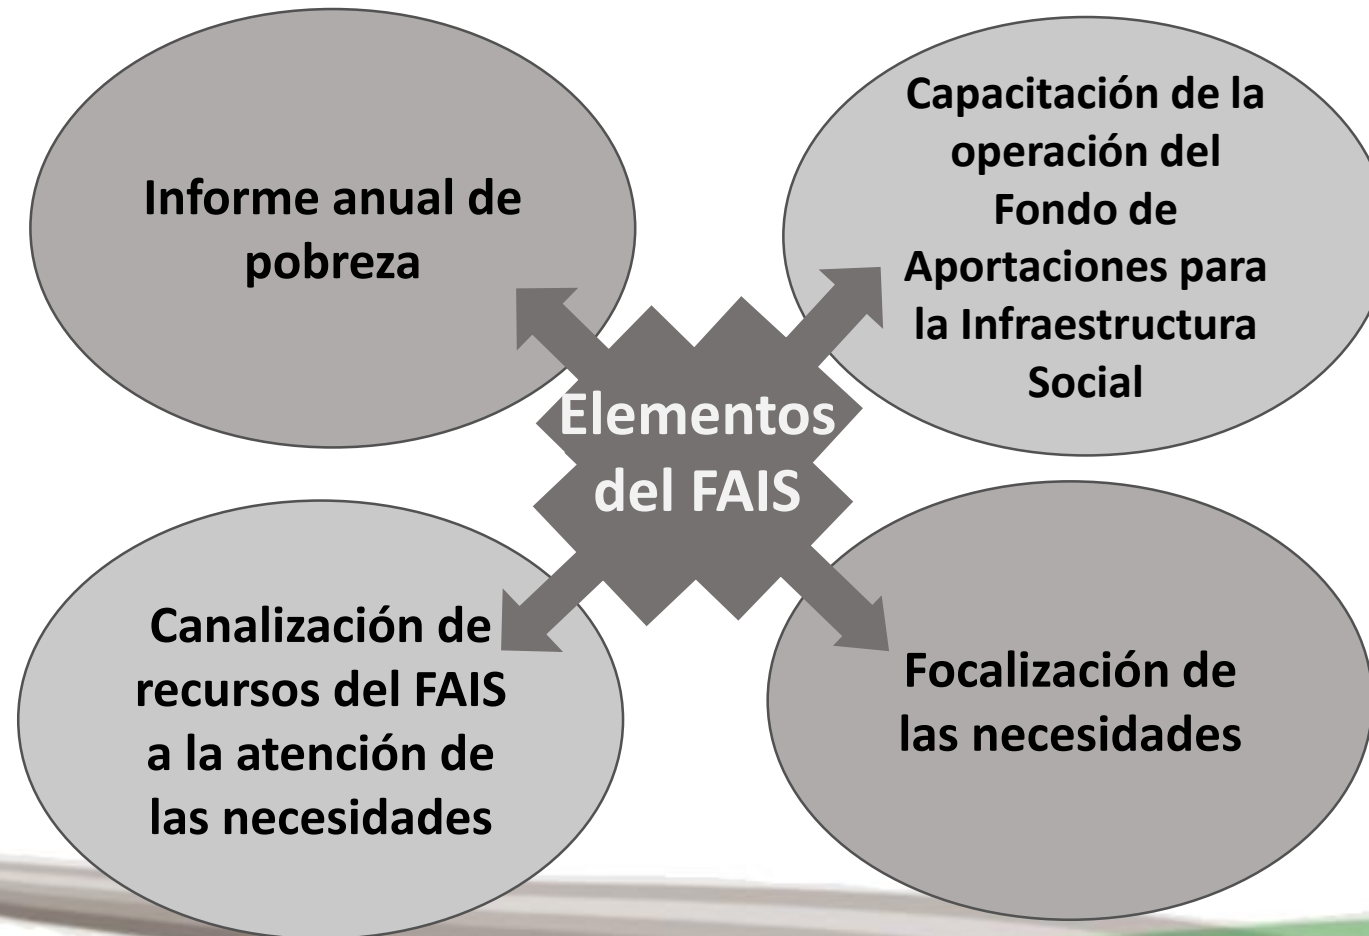 Informe anual de
pobreza
Capacitación de la
operación del
Fondo de
Aportaciones para
la Infraestructura
Social
Elementos
del FAIS
Canalización de
recursos del FAIS
a la atención de
las necesidades
Focalización de
las necesidades